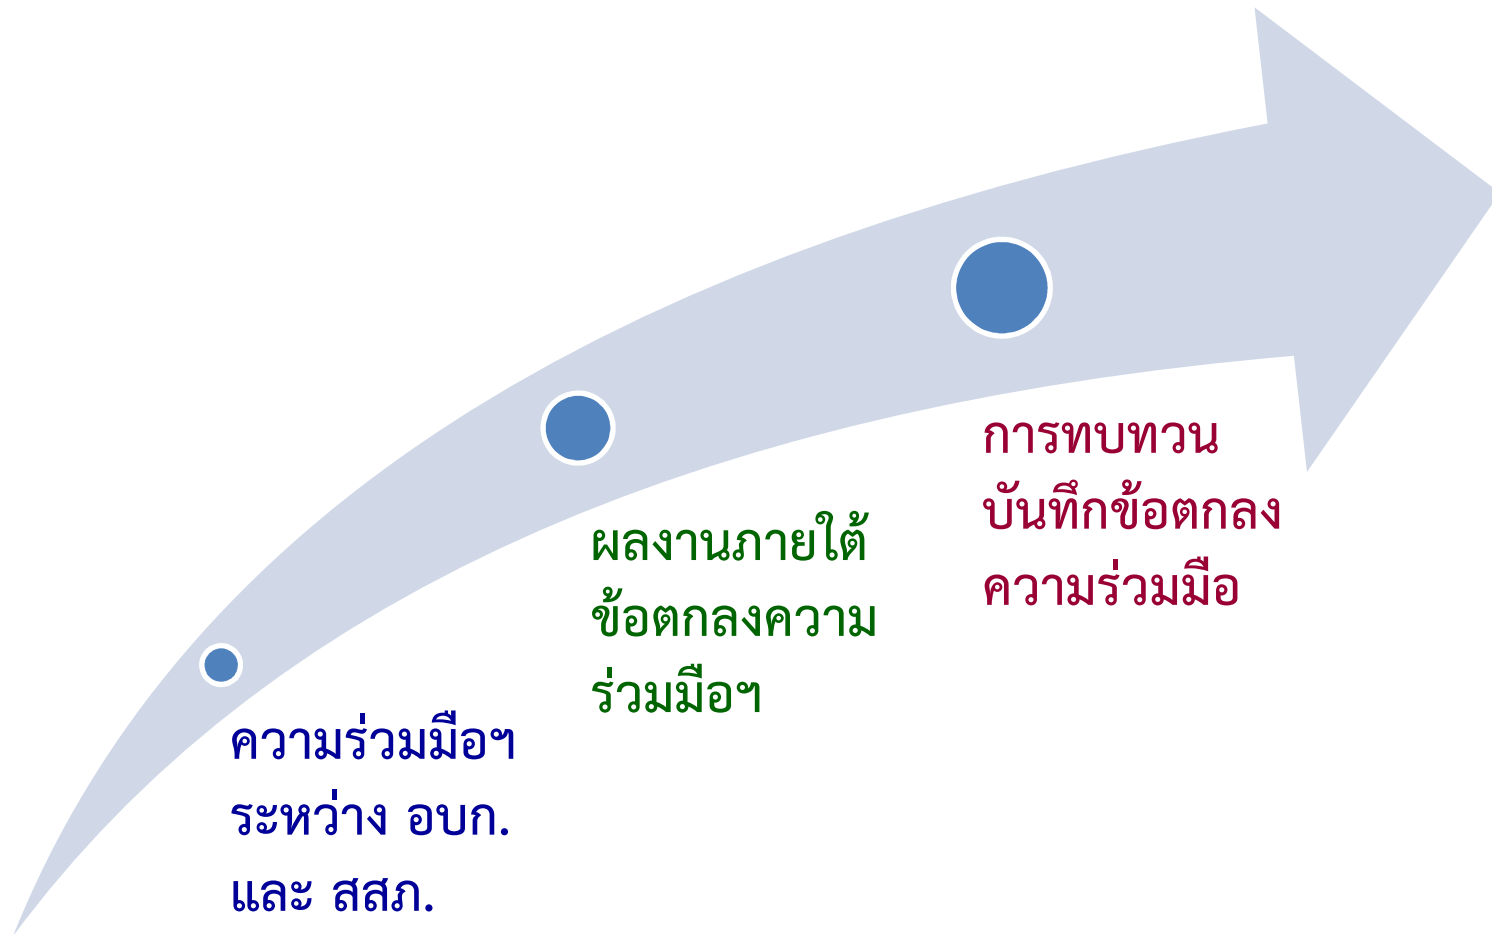 ความร่วมมือฯ
ระหว่าง อบก.
และ สสภ.
ผลงานภายใต้
ข้อตกลงความ
ร่วมมือฯ
การทบทวน
บันทึกข้อตกลง
ความร่วมมือ